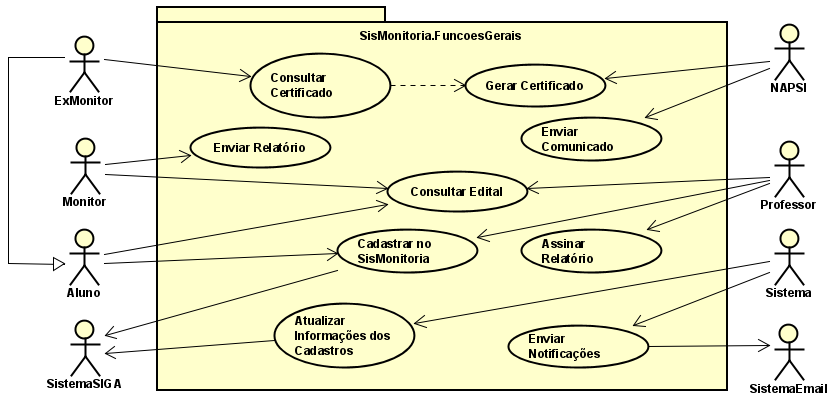 SisMonitoria.FuncoesGerais
ExMonitor
Consultar
Certificado
Gerar Certificado
NAPSI
Enviar
Comunicado
Enviar Relatório
Monitor
Consultar Edital
Professor
Cadastrar no
SisMonitoria
Assinar
Relatório
Aluno
Sistema
Atualizar
Informações dos
Cadastros
Enviar
Notificações
SistemaSIGA
SistemaEmail